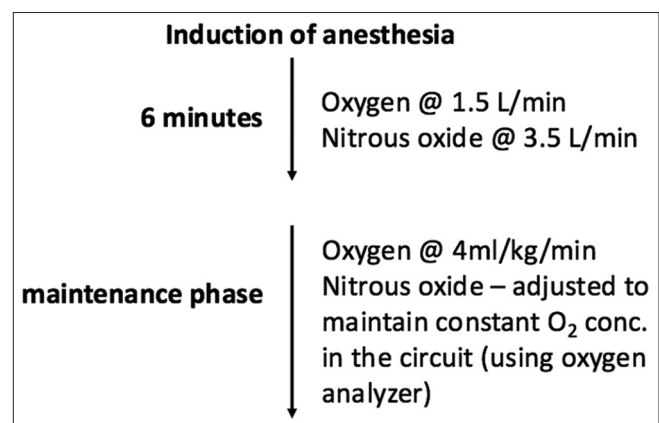 Induction of anesthesia
6 minutes
Oxygen @ 1.5 L/min
Nitrous oxide @ 3.5 L/min
maintenance phase
Oxygen @ 4ml/kg/min
Nitrous oxide – adjusted to
maintain constant O₂ conc.
in the circuit (using oxygen
analyzer)